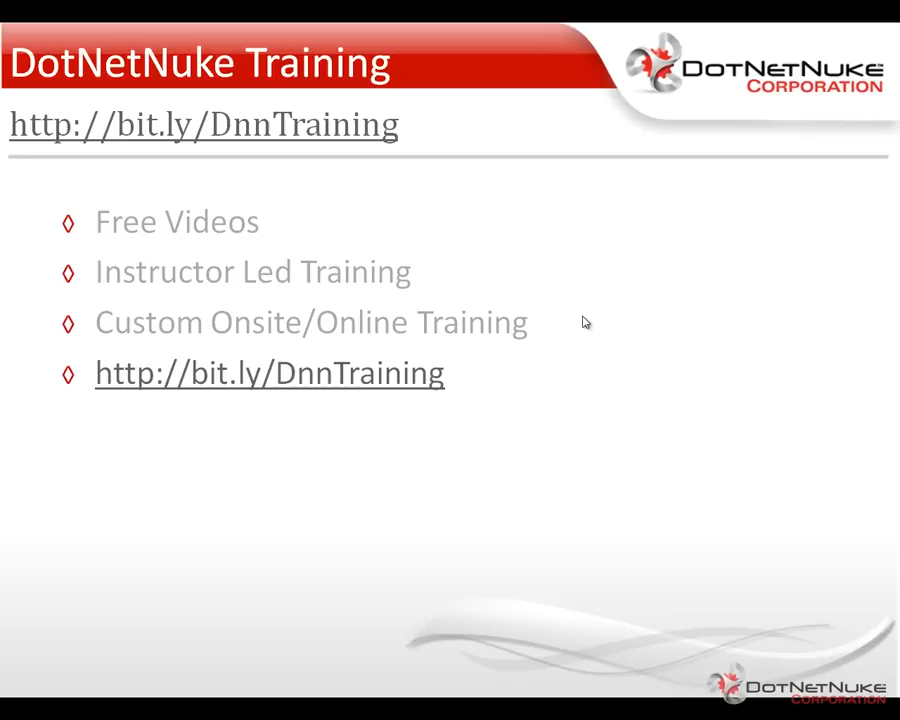 DotNetNuke Training
DOTNETNUKE
CORPORATION
http://bit.ly/DnnTraining
Free Videos
Instructor Led Training
Custom Onsite/Online Training
http://bit.ly/DnnTraining
DOTNETNUKE
CORPORATION